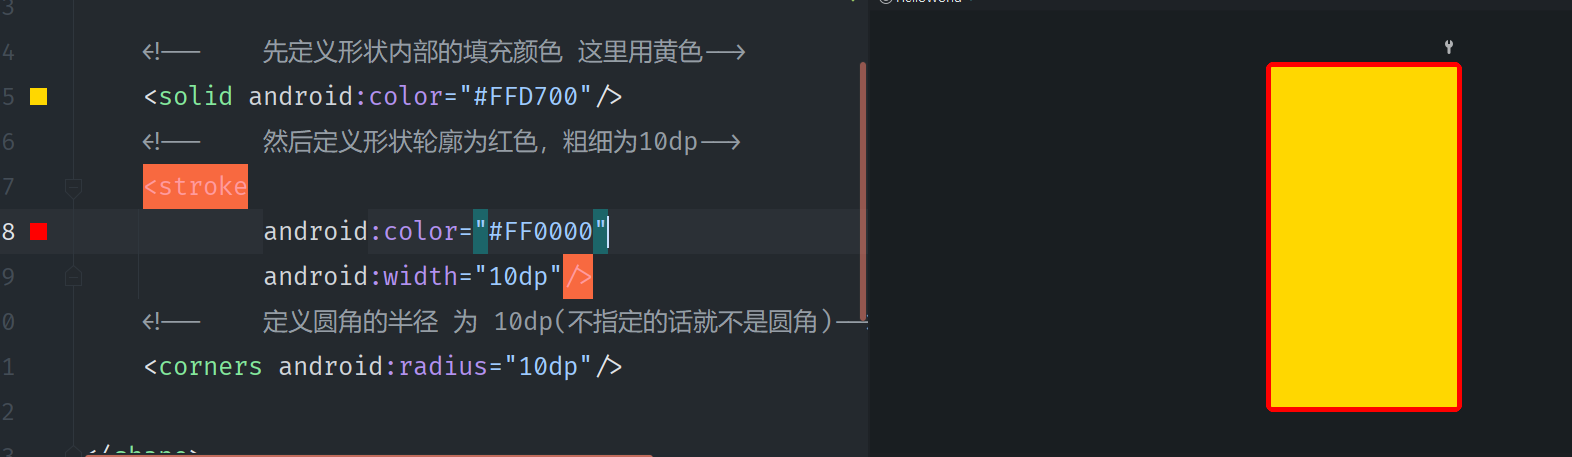 3
4 <!-- 先定义形状内部的填充颜色 这里用黄色-->
5 <solid android:color="#FFD700"/>
6 <!-- 然后定义形状轮廓为红色，粗细为10dp-->
7 <stroke
8 android:color="#FF0000"
9 android:width="10dp"/>
0 <!-- 定义圆角的半径 为 10dp(不指定的话就不是圆角)--
1 <corners android:radius="10dp"/>
2
3 </shape>
HelloWorld